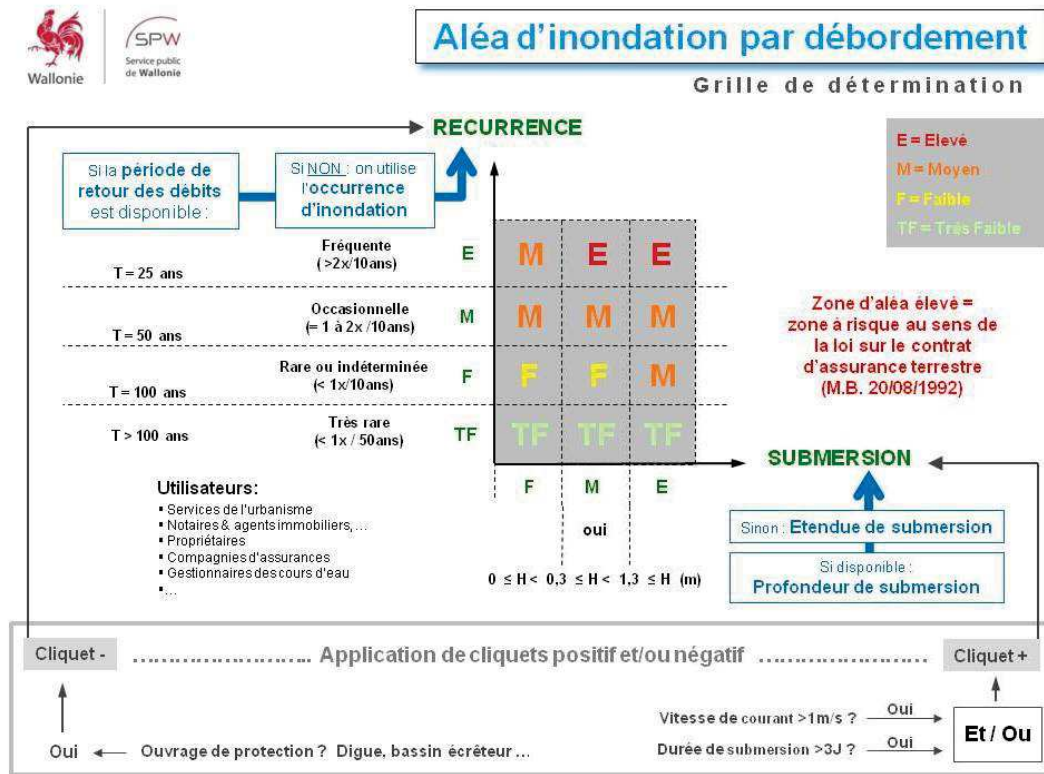 Wallonie
SPW
Service public
de Wallonie
Aléa d'inondation par débordement
Grille de détermination
RECURRENCE
E = Elevé
M = Moyen
F = Faible
TF = Trés Faible
Si la période de
retour des débits
est disponible :
Si NON : on utilise
l'occurrence
d'inondation
T = 25 ans
Fréquente
(>2x/10ans)
E
M E E
T = 50 ans
Occasionnelle
(= 1 à 2x /10ans)
M
M M M
T = 100 ans
Rare ou indéterminée
(< 1x/10ans)
F
F F M
T > 100 ans
Très rare
(< 1x / 50ans)
TF
TF TF TF
Zone d'aléa élevé =
zone à risque au sens de
la loi sur le contrat
d'assurance terrestre
(M.B. 20/08/1992)
SUBMERSION
F M E
oui
0 ≤ H < 0,3 ≤ H < 1,3 ≤ H (m)
Sinon : Etendue de submersion
Si disponible :
Profondeur de submersion
Utilisateurs:
▪ Services de l'urbanisme
▪ Notaires & agents immobiliers, …
▪ Propriétaires
▪ Compagnies d'assurances
▪ Gestionnaires des cours d'eau
▪ …
Cliquet - ……………………... Application de cliquets positif et/ou négatif …………………… Cliquet +
Oui
Ouvrage de protection ? Digue, bassin écrêteur …
Vitesse de courant >1m/s ? Oui
Durée de submersion >3J ? Oui
Et / Ou